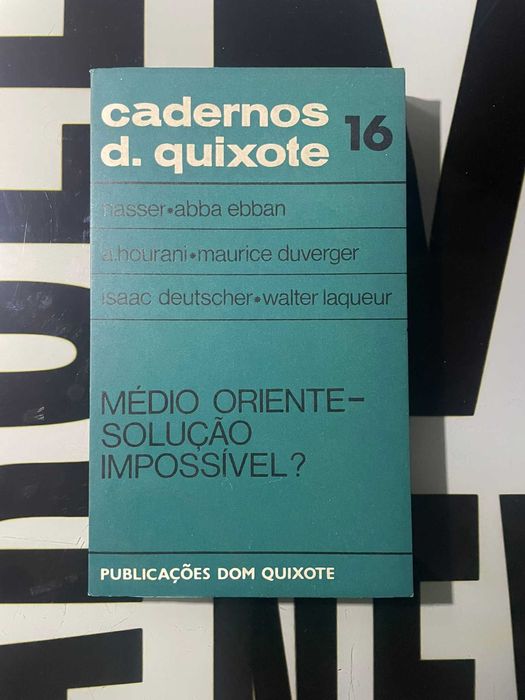 cadernos
d. quixote 16
nasser•abba ebban
a.hourani•maurice duverger
isaac deutscher•walter laqueur
MÉDIO ORIENTE–
SOLUÇÃO
IMPOSSÍVEL?
PUBLICAÇÕES DOM QUIXOTE